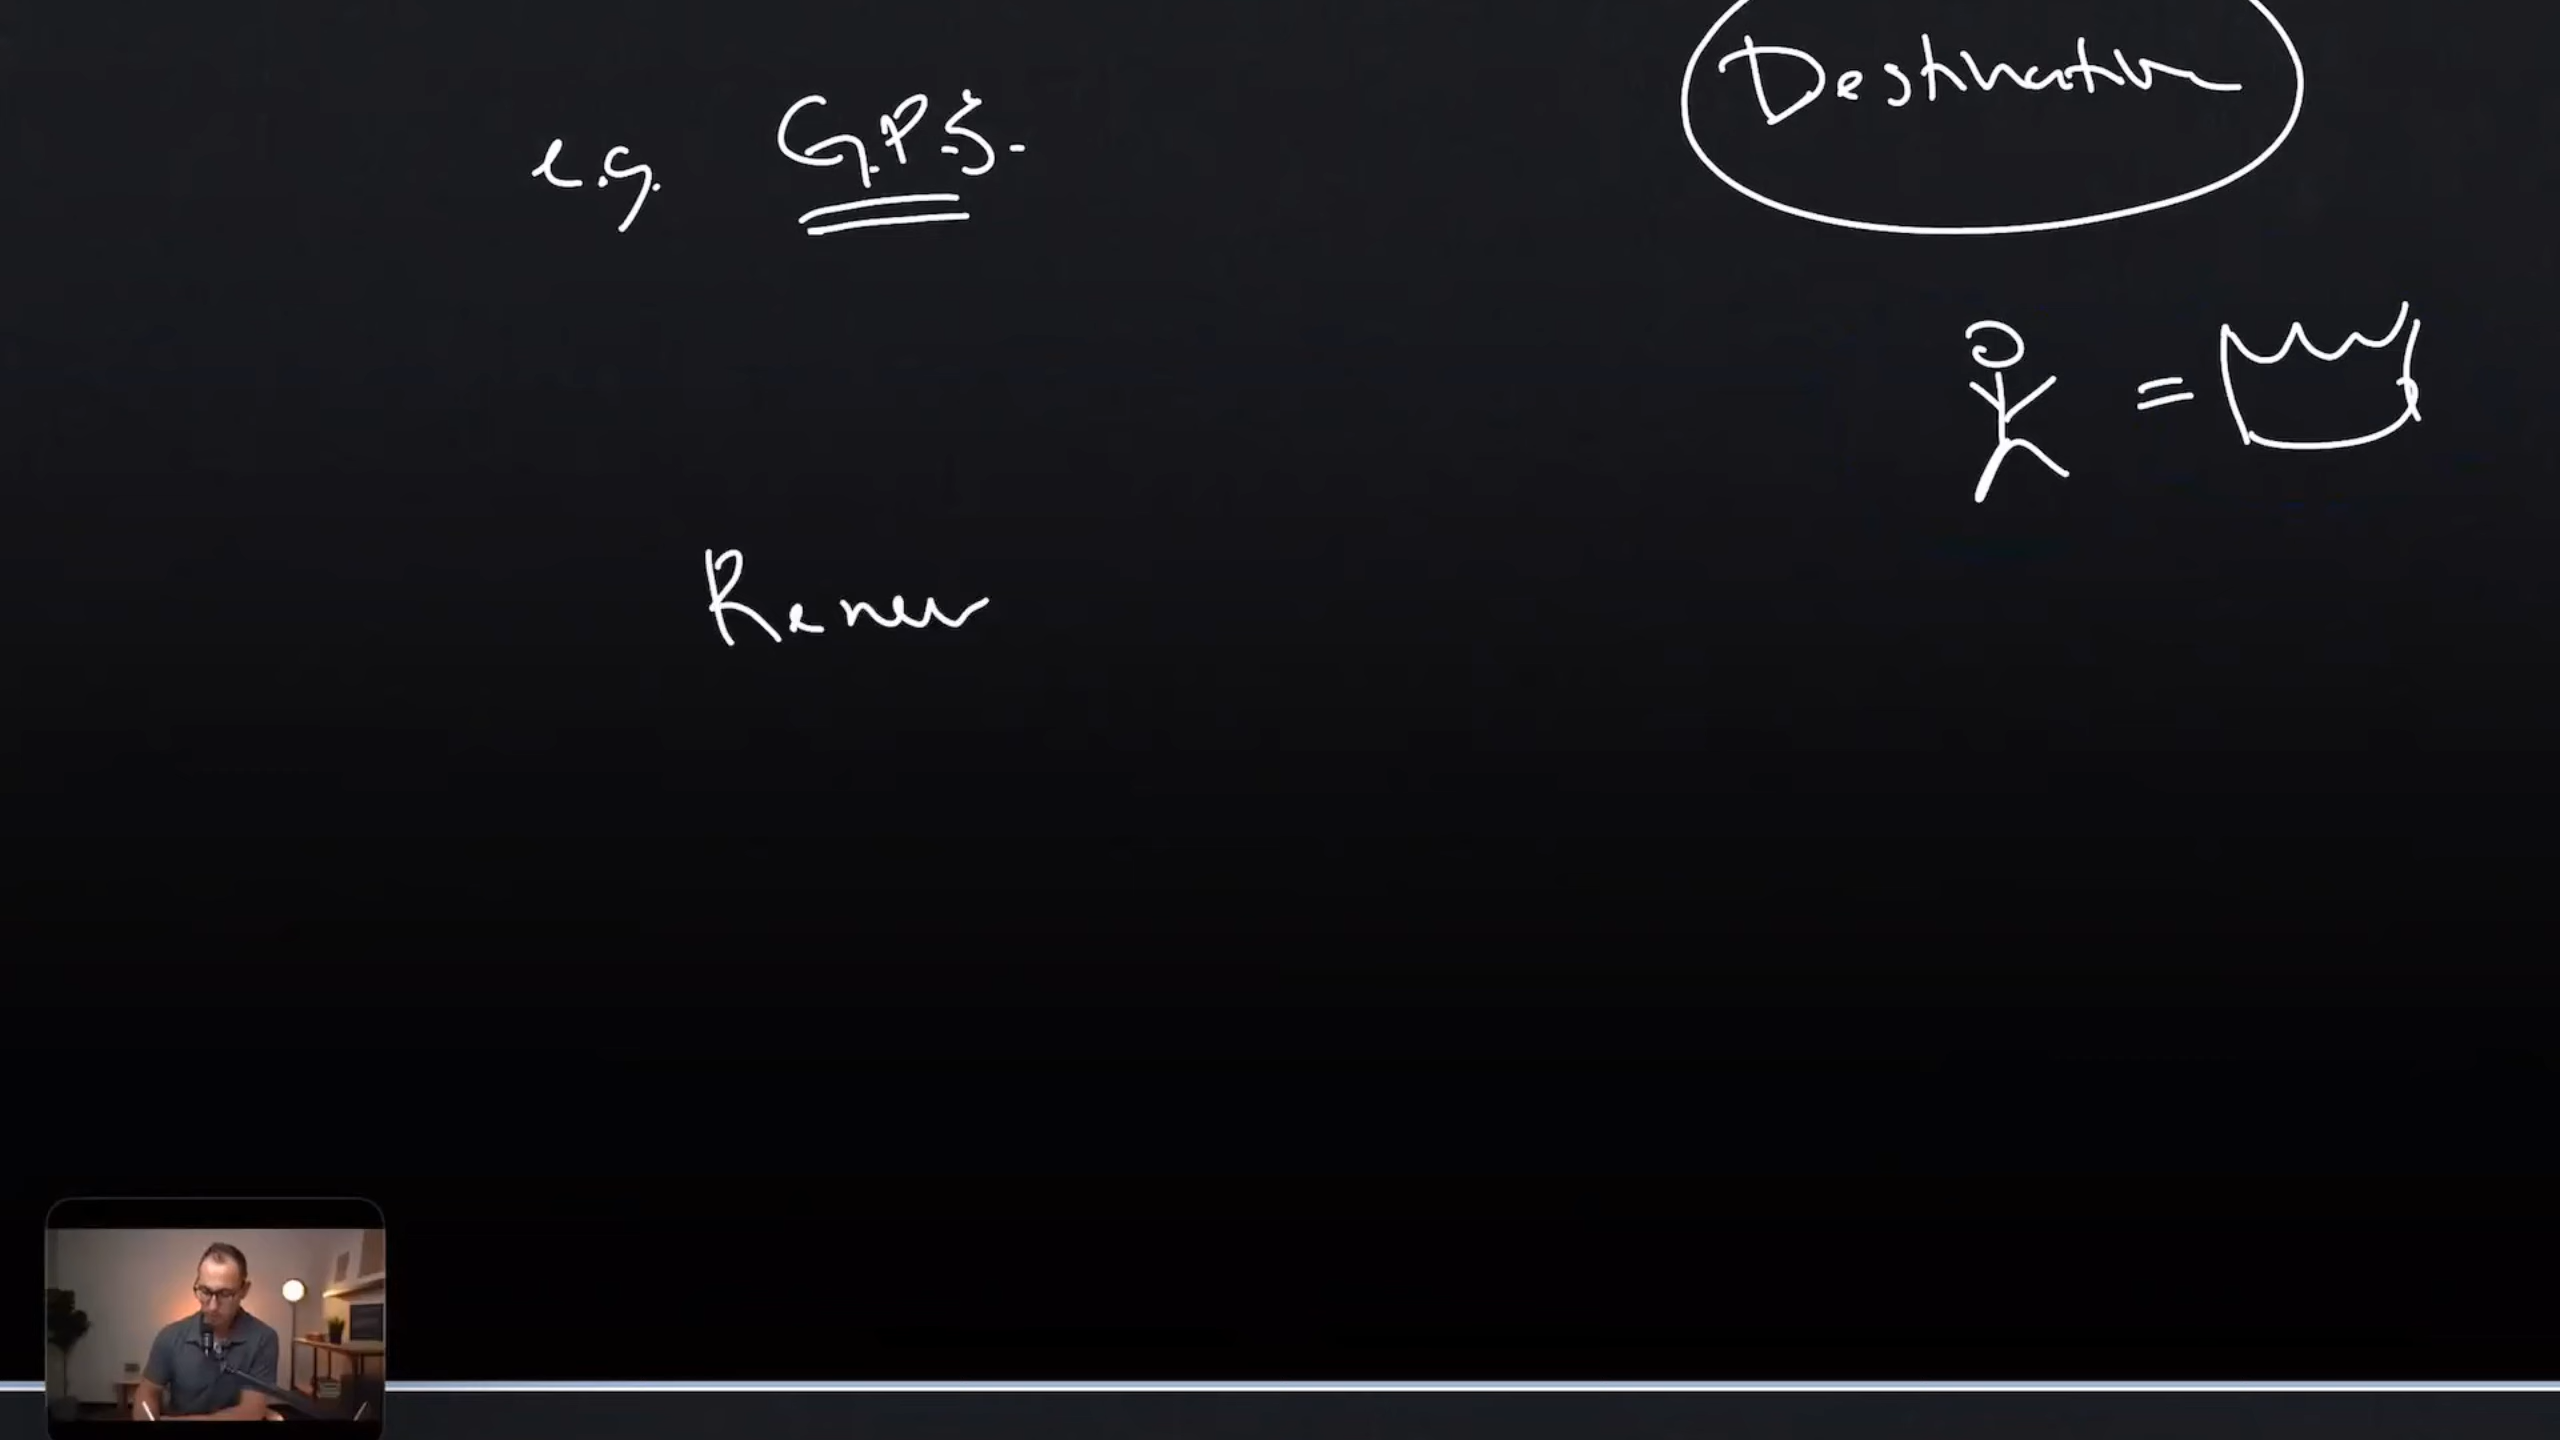 Destination
e.g. G.P.S.
=
Renew